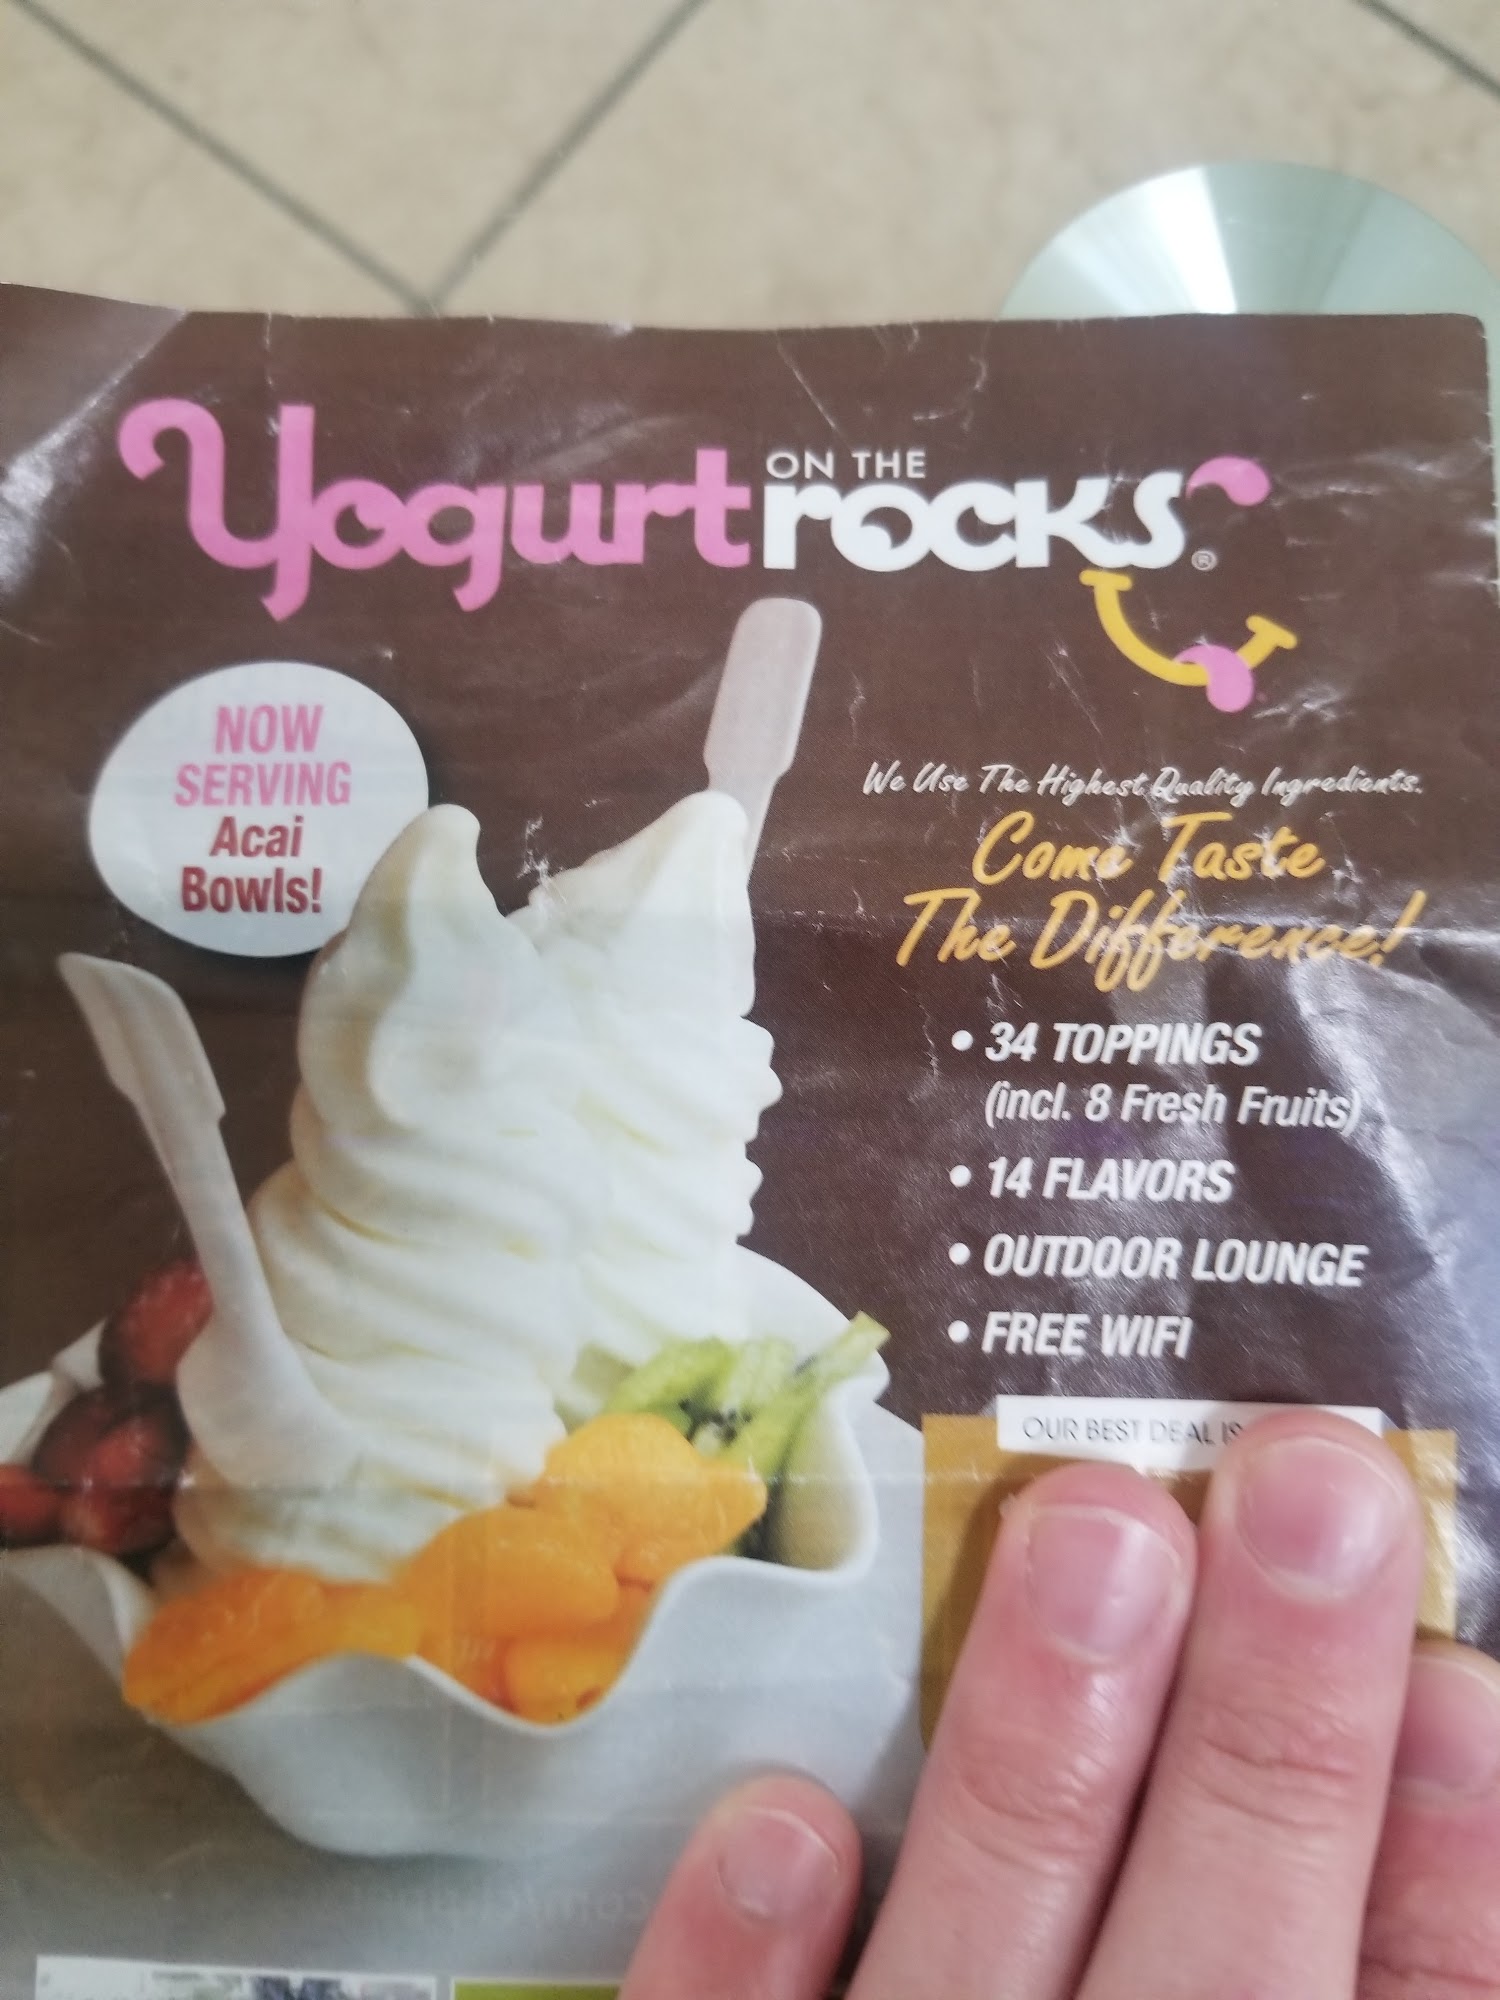 Yogurt ON THE rocks®
NOW
SERVING
Acai
Bowls!
We Use The Highest Quality Ingredients.
Come Taste
The Difference!
• 34 TOPPINGS
(incl. 8 Fresh Fruits)
• 14 FLAVORS
• OUTDOOR LOUNGE
• FREE WIFI
OUR BEST DEAL IS